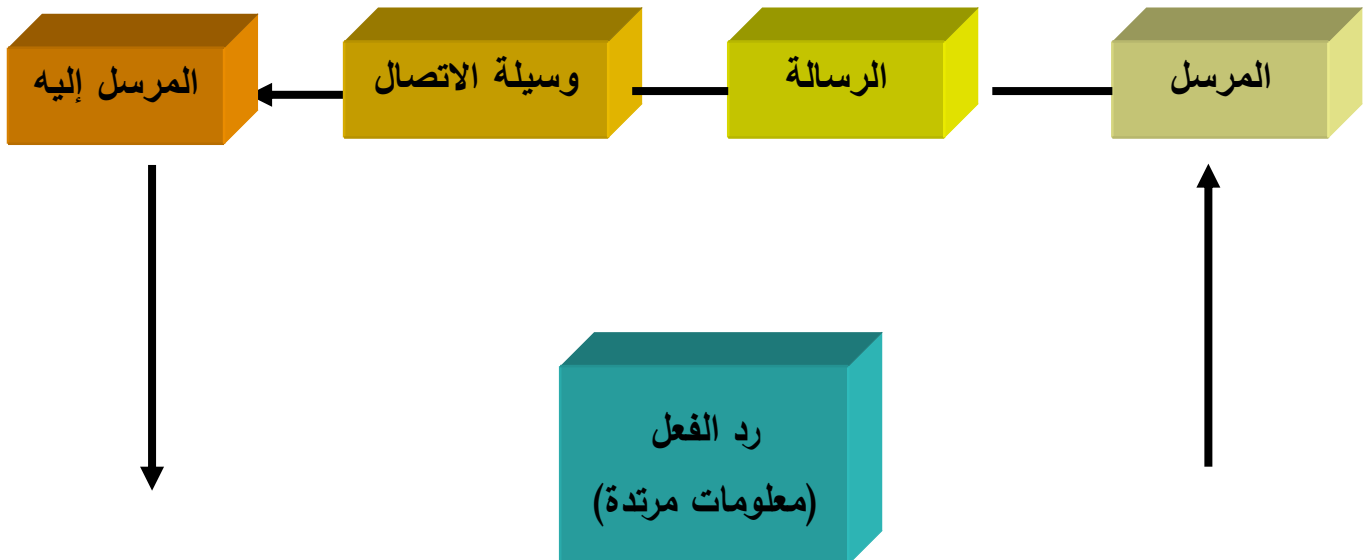 المرسل
الرسالة
وسيلة الاتصال
المرسل إليه
رد الفعل
(معلومات مرتدة)